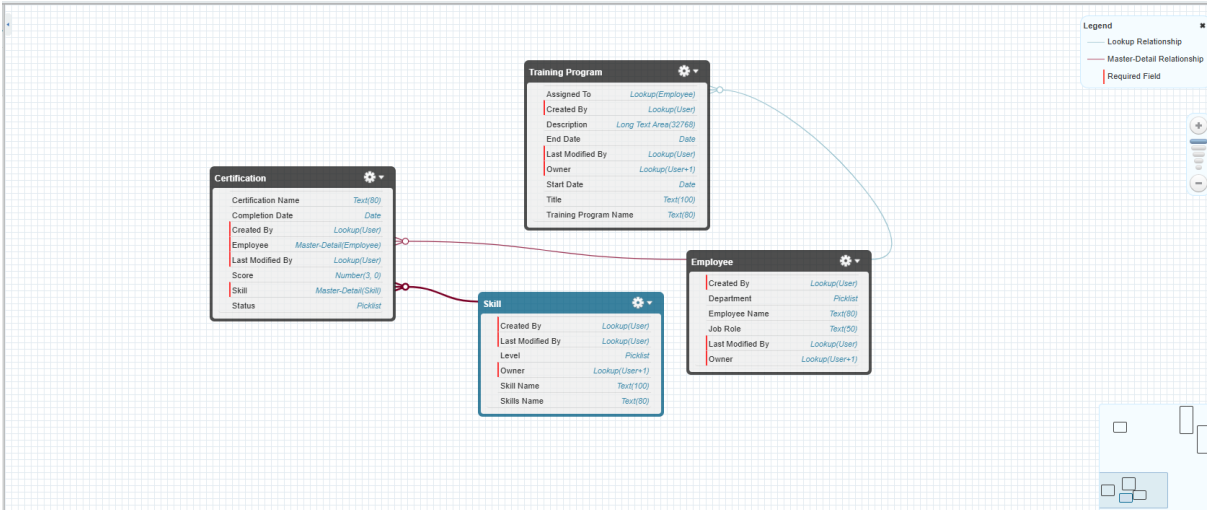 Legend
Lookup Relationship
Master-Detail Relationship
Required Field
Training Program
Assigned To Lookup(Employee)
Created By Lookup(User)
Description Long Text Area(32768)
End Date Date
Last Modified By Lookup(User)
Owner Lookup(User+1)
Start Date Date
Title Text(100)
Training Program Name Text(80)
Certification
Certification Name Text(80)
Completion Date Date
Created By Lookup(User)
Employee Master-Detail(Employee)
Last Modified By Lookup(User)
Score Number(3, 0)
Skill Master-Detail(Skill)
Status Picklist
Employee
Created By Lookup(User)
Department Picklist
Employee Name Text(80)
Job Role Text(50)
Last Modified By Lookup(User)
Owner Lookup(User+1)
Skill
Created By Lookup(User)
Last Modified By Lookup(User)
Level Picklist
Owner Lookup(User+1)
Skill Name Text(100)
Skills Name Text(80)